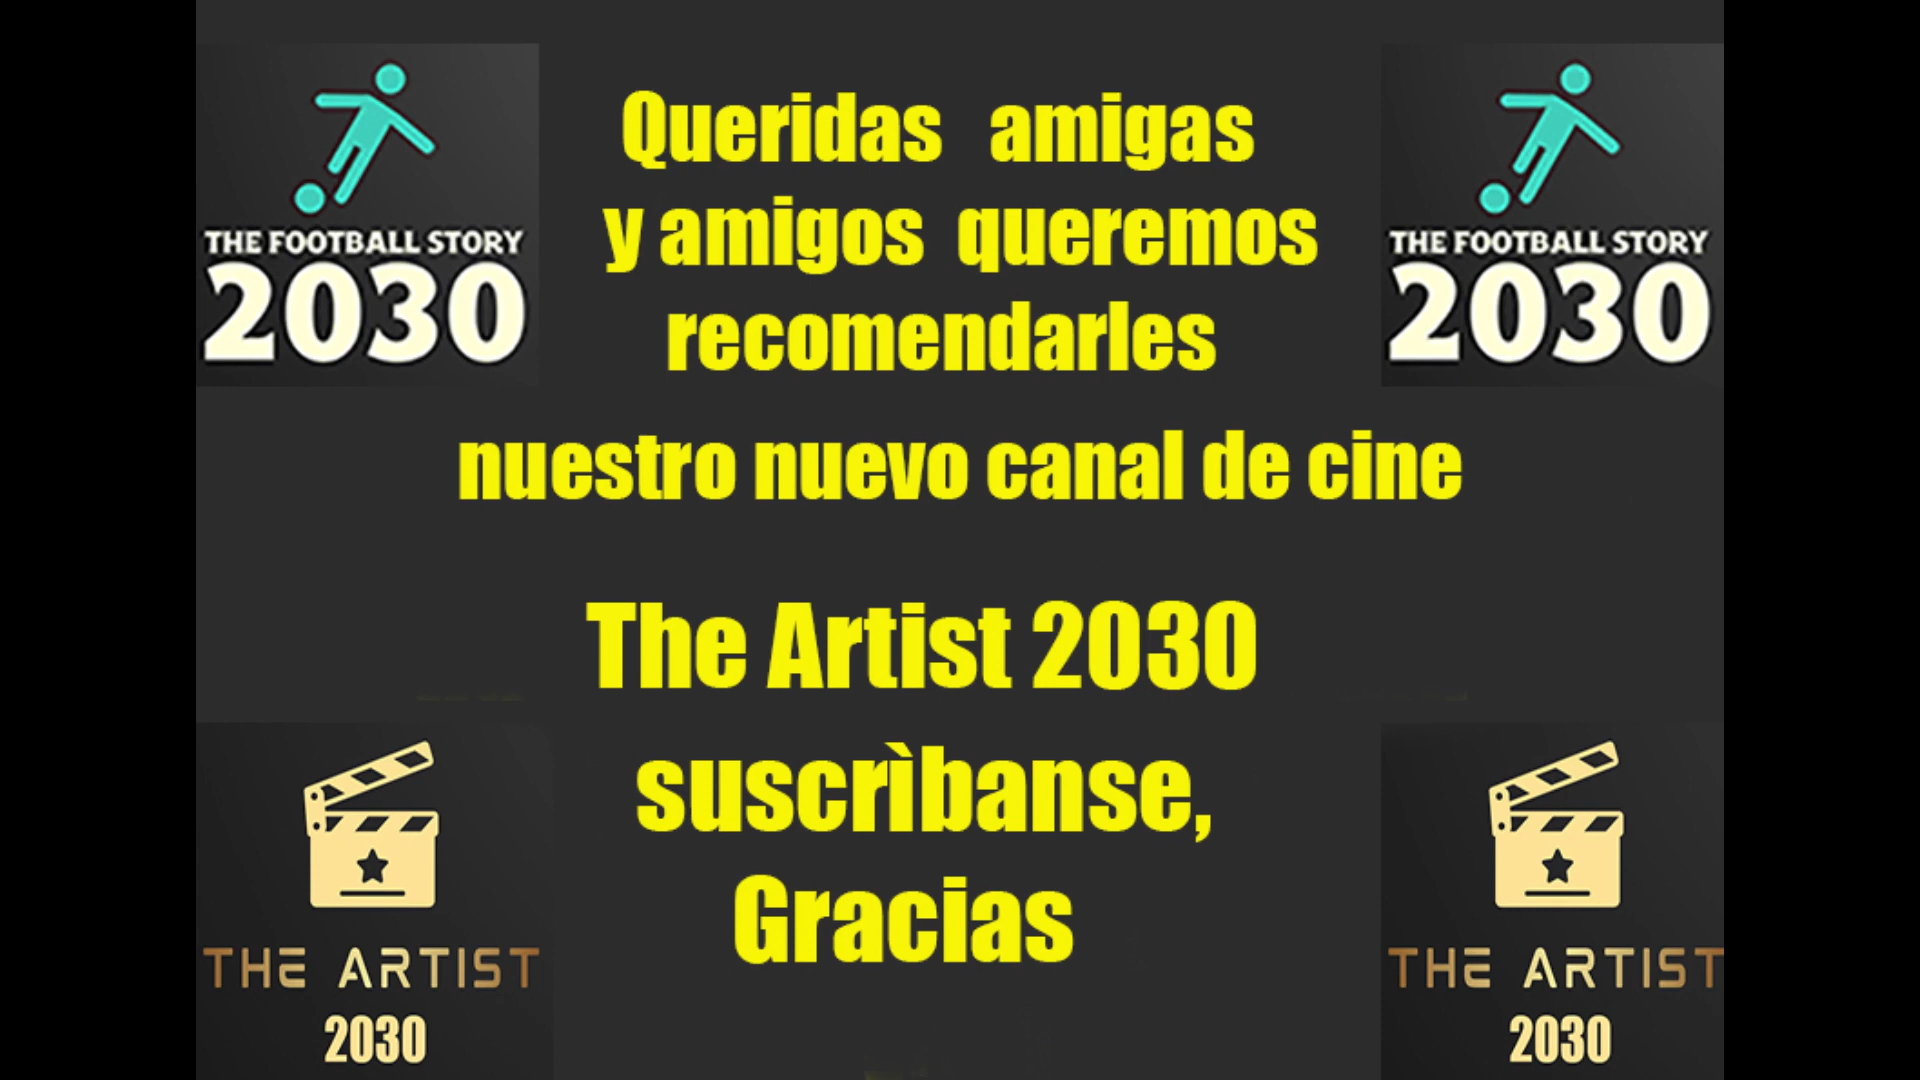 THE FOOTBALL STORY
2030
Queridas amigas
y amigos queremos
recomendarles
THE FOOTBALL STORY
2030
nuestro nuevo canal de cine
The Artist 2030
suscrìbanse,
Gracias
THE ARTIST
2030
THE ARTIST
2030